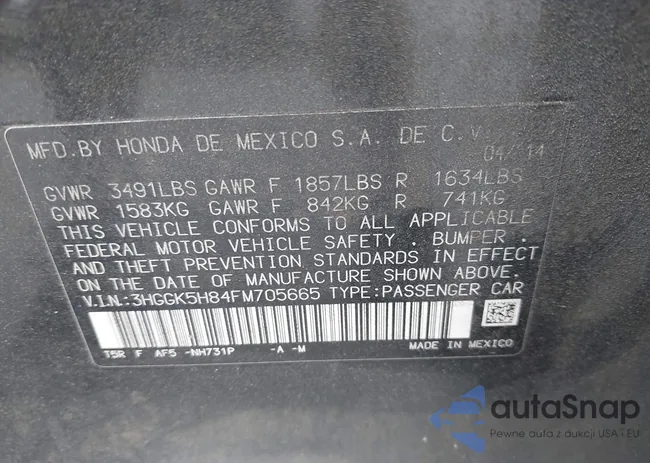 MFD.BY HONDA DE MEXICO S.A. DE C.V.
04/14
GVWR 3491LBS GAWR F 1857LBS R 1634LBS
GVWR 1583KG GAWR F 842KG R 741KG
THIS VEHICLE CONFORMS TO ALL APPLICABLE
FEDERAL MOTOR VEHICLE SAFETY , BUMPER ,
AND THEFT PREVENTION STANDARDS IN EFFECT
ON THE DATE OF MANUFACTURE SHOWN ABOVE.
V.I.N:3HGGK5H84FM705665 TYPE:PASSENGER CAR
T5R F AF5 -NH731P -A -M MADE IN MEXICO
autaSnap
Pewne auta z aukcji USA - EU